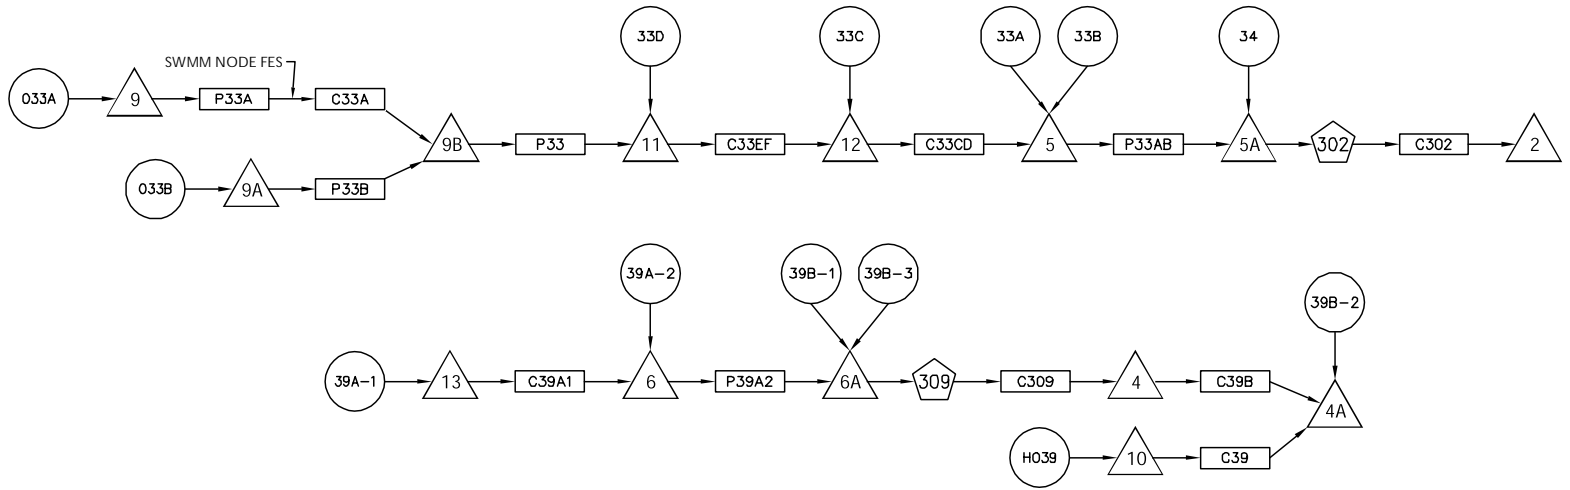 33D
33C
33A
33B
34
SWMM NODE FES
O33A
9
P33A
C33A
9B
P33
11
C33EF
12
C33CD
5
P33AB
5A
302
C302
2
O33B
9A
P33B
39A-2
39B-1
39B-3
39B-2
39A-1
13
C39A1
6
P39A2
6A
309
C309
4
C39B
4A
H039
10
C39